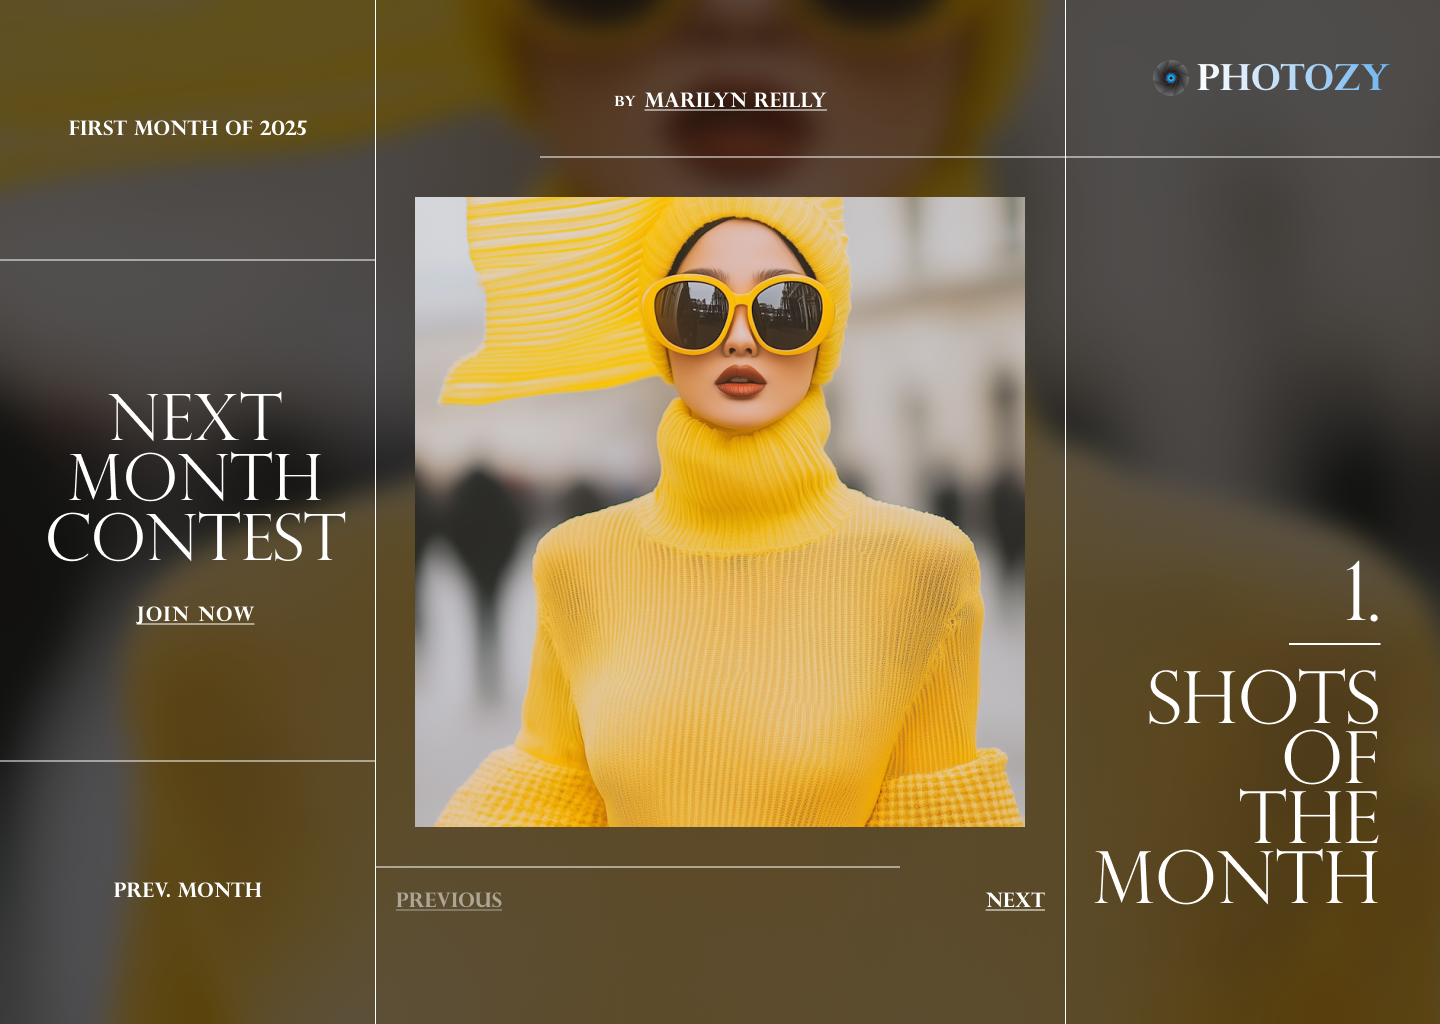 FIRST MONTH OF 2025
NEXT
MONTH
CONTEST
JOIN NOW
PREV. MONTH
BY MARILYN REILLY
PREVIOUS
NEXT
PHOTOZY
1.
SHOTS
OF
THE
MONTH